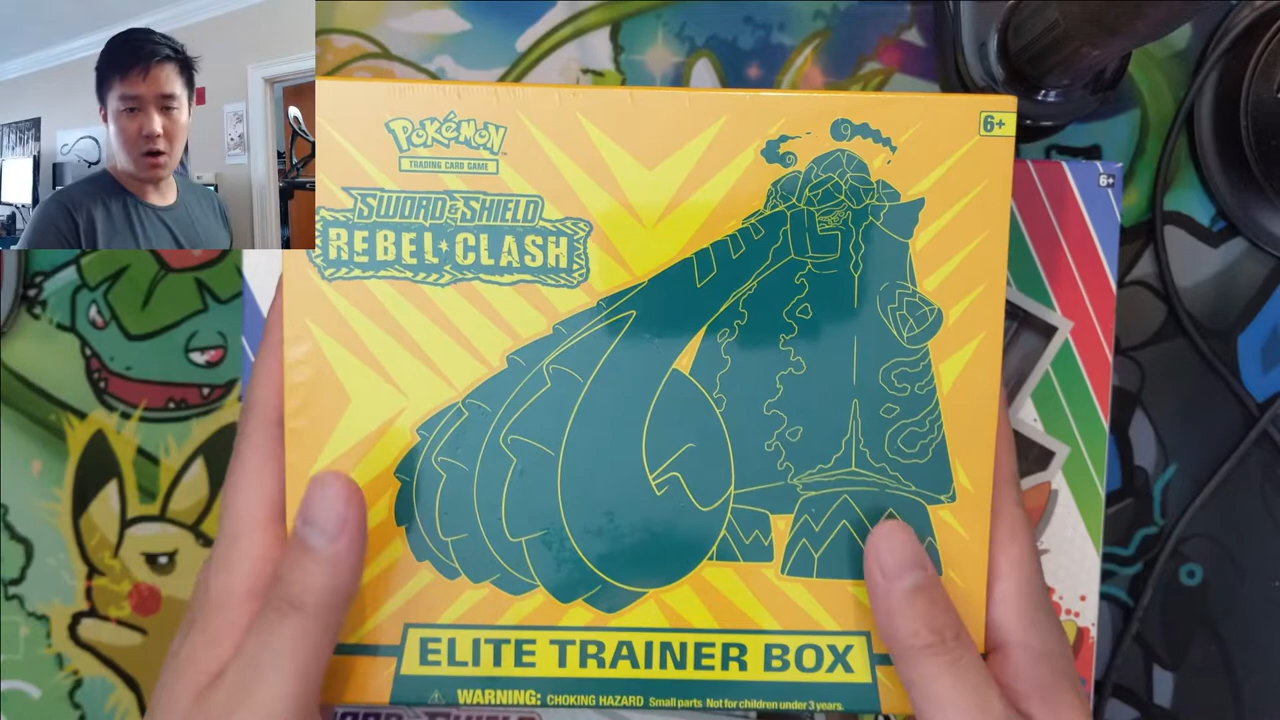 POKéMON
TRADING CARD GAME
SWORD & SHIELD
REBEL CLASH
6+
6+
ELITE TRAINER BOX
WARNING: CHOKING HAZARD Small parts Not for children under 3 years.